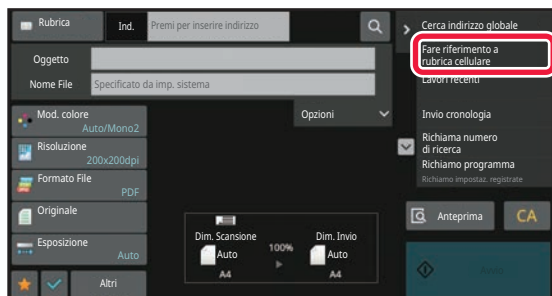 Rubrica
Ind.
Premi per inserire indirizzo
Oggetto
Nome File
Specificato da imp. sistema
Mod. colore
Auto/Mono2
Risoluzione
200x200dpi
Formato File
PDF
Originale
Esposizione
Auto
Altri
Opzioni
Dim. Scansione
Auto
A4
100%
Dim. Invio
Auto
A4
Cerca indirizzo globale
Fare riferimento a
rubrica cellulare
Lavori recenti
Invio cronologia
Richiama numero
di ricerca
Richiamo programma
Richiamo impostaz. registrate
Anteprima
CA